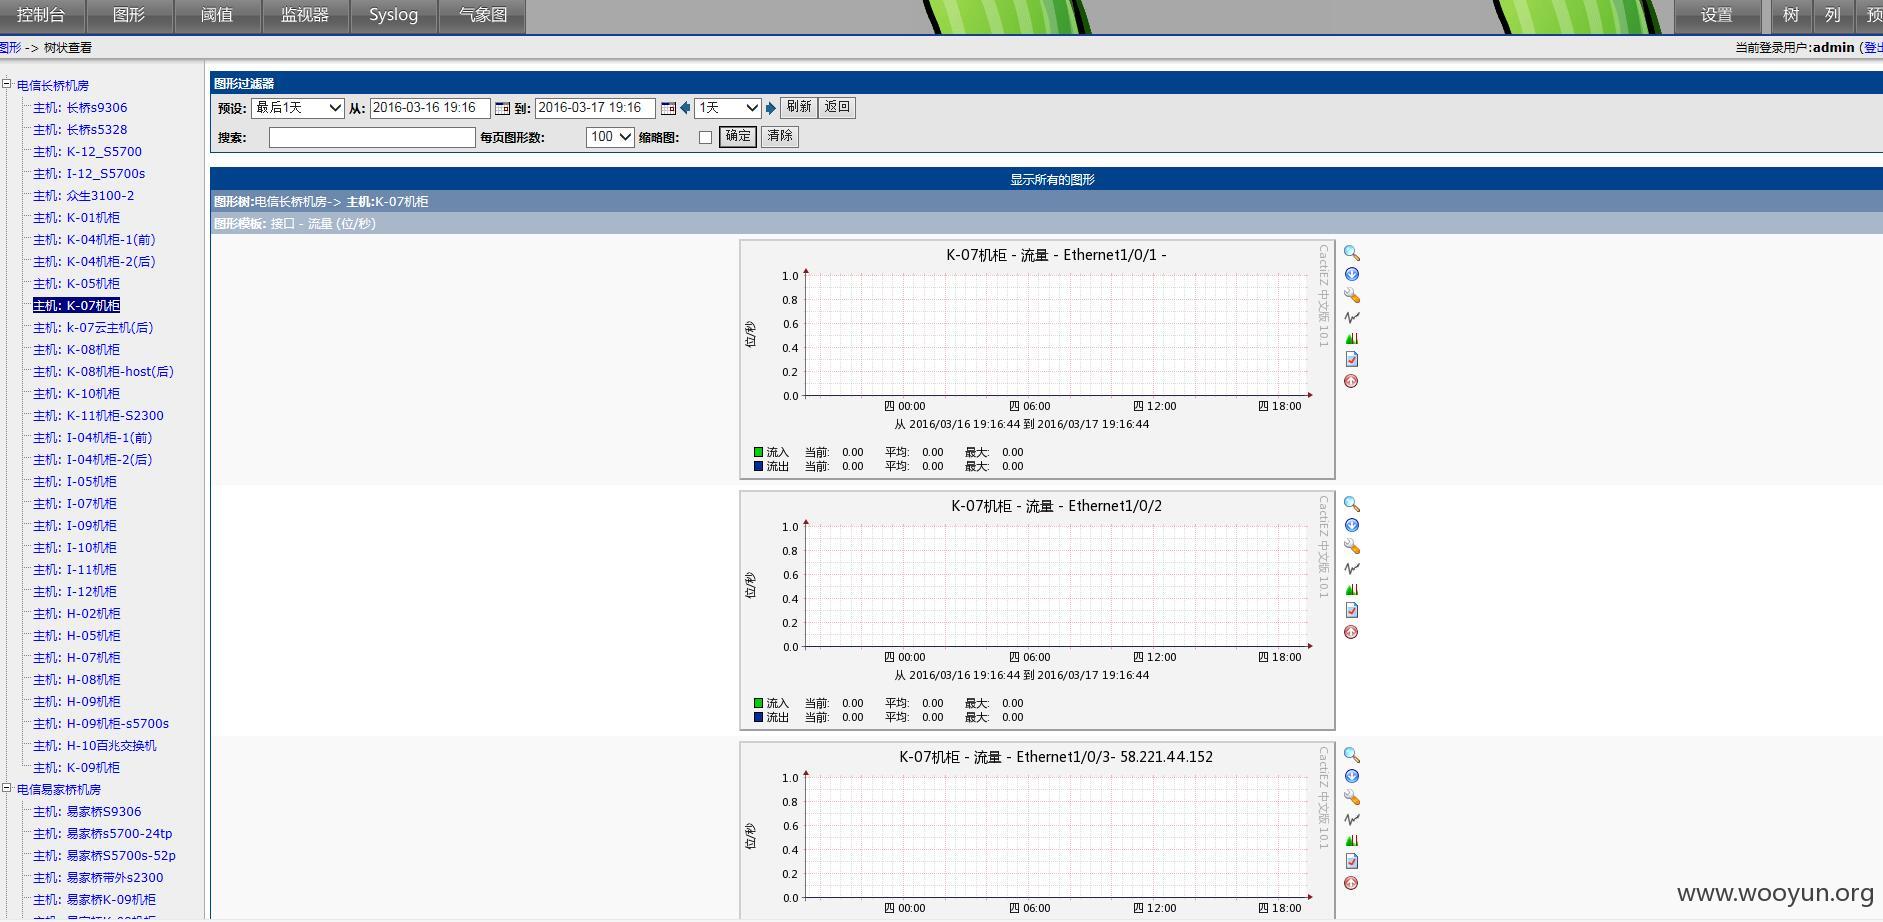 控制台 图形 阈值 监视器 Syslog 气象图 设置 树 列 预
图形 -> 树状查看 当前登录用户:admin (登出
电信长桥机房
主机: 长桥s9306
主机: 长桥s5328
主机: K-12_S5700
主机: I-12_S5700s
主机: 众生3100-2
主机: K-01机柜
主机: K-04机柜-1(前)
主机: K-04机柜-2(后)
主机: K-05机柜
主机: K-07机柜
主机: k-07云主机(后)
主机: K-08机柜
主机: K-08机柜-host(后)
主机: K-10机柜
主机: K-11机柜-S2300
主机: I-04机柜-1(前)
主机: I-04机柜-2(后)
主机: I-05机柜
主机: I-07机柜
主机: I-09机柜
主机: I-10机柜
主机: I-11机柜
主机: I-12机柜
主机: H-02机柜
主机: H-05机柜
主机: H-07机柜
主机: H-08机柜
主机: H-09机柜
主机: H-09机柜-s5700s
主机: H-10百兆交换机
主机: K-09机柜
电信易家桥机房
主机: 易家桥S9306
主机: 易家桥s5700-24tp
主机: 易家桥S5700s-52p
主机: 易家桥带外s2300
主机: 易家桥K-09机柜
图形过滤器
预设: 最后1天 从: 2016-03-16 19:16 到: 2016-03-17 19:16 1天 刷新 返回
搜索: 每页图形数: 100 缩略图: 确定 清除
显示所有的图形
图形树:电信长桥机房-> 主机:K-07机柜
图形模板: 接口 - 流量 (位/秒)
K-07机柜 - 流量 - Ethernet1/0/1 -
CactiEZ 中文版 10.1
位/秒
1.0
0.8
0.6
0.4
0.2
0.0
四 00:00 四 06:00 四 12:00 四 18:00
从 2016/03/16 19:16:44 到 2016/03/17 19:16:44
流入 当前: 0.00 平均: 0.00 最大: 0.00
流出 当前: 0.00 平均: 0.00 最大: 0.00
K-07机柜 - 流量 - Ethernet1/0/2
CactiEZ 中文版 10.1
位/秒
1.0
0.8
0.6
0.4
0.2
0.0
四 00:00 四 06:00 四 12:00 四 18:00
从 2016/03/16 19:16:44 到 2016/03/17 19:16:44
流入 当前: 0.00 平均: 0.00 最大: 0.00
流出 当前: 0.00 平均: 0.00 最大: 0.00
K-07机柜 - 流量 - Ethernet1/0/3- 58.221.44.152
CactiEZ 中文版 10.1
位/秒
1.0
0.8
0.6
0.4
0.2
0.0
四 00:00 四 06:00 四 12:00 四 18:00
www.wooyun.org